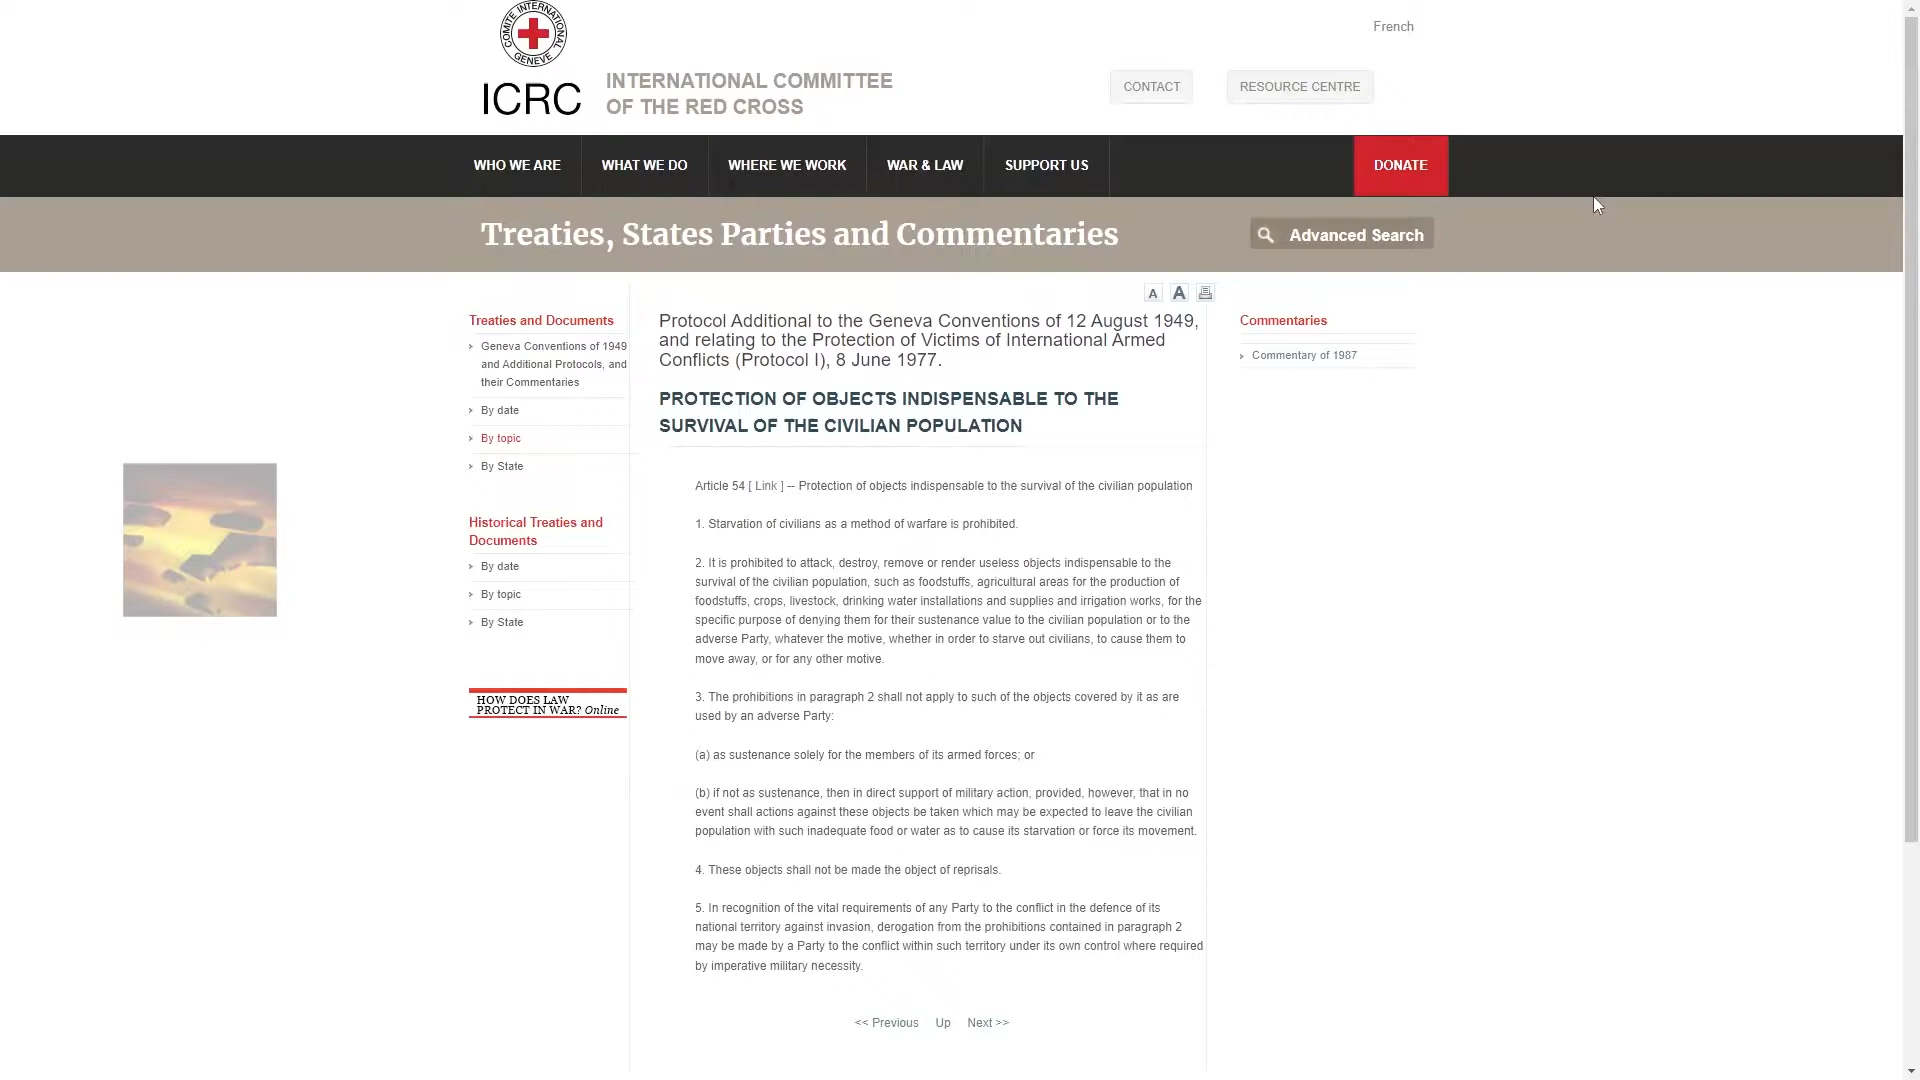 COMITE INTERNATIONAL
GENEVE
French
ICRC
INTERNATIONAL COMMITTEE
OF THE RED CROSS
CONTACT
RESOURCE CENTRE
WHO WE ARE
WHAT WE DO
WHERE WE WORK
WAR & LAW
SUPPORT US
DONATE
Treaties, States Parties and Commentaries
Advanced Search
A A
Treaties and Documents
Geneva Conventions of 1949
and Additional Protocols, and
their Commentaries
By date
By topic
By State
Historical Treaties and
Documents
By date
By topic
By State
HOW DOES LAW
PROTECT IN WAR? Online
Protocol Additional to the Geneva Conventions of 12 August 1949,
and relating to the Protection of Victims of International Armed
Conflicts (Protocol I), 8 June 1977.
PROTECTION OF OBJECTS INDISPENSABLE TO THE
SURVIVAL OF THE CIVILIAN POPULATION
Article 54 [ Link ] -- Protection of objects indispensable to the survival of the civilian population
1. Starvation of civilians as a method of warfare is prohibited.
2. It is prohibited to attack, destroy, remove or render useless objects indispensable to the
survival of the civilian population, such as foodstuffs, agricultural areas for the production of
foodstuffs, crops, livestock, drinking water installations and supplies and irrigation works, for the
specific purpose of denying them for their sustenance value to the civilian population or to the
adverse Party, whatever the motive, whether in order to starve out civilians, to cause them to
move away, or for any other motive.
3. The prohibitions in paragraph 2 shall not apply to such of the objects covered by it as are
used by an adverse Party:
(a) as sustenance solely for the members of its armed forces; or
(b) if not as sustenance, then in direct support of military action, provided, however, that in no
event shall actions against these objects be taken which may be expected to leave the civilian
population with such inadequate food or water as to cause its starvation or force its movement.
4. These objects shall not be made the object of reprisals.
5. In recognition of the vital requirements of any Party to the conflict in the defence of its
national territory against invasion, derogation from the prohibitions contained in paragraph 2
may be made by a Party to the conflict within such territory under its own control where required
by imperative military necessity.
<< Previous Up Next >>
Commentaries
Commentary of 1987